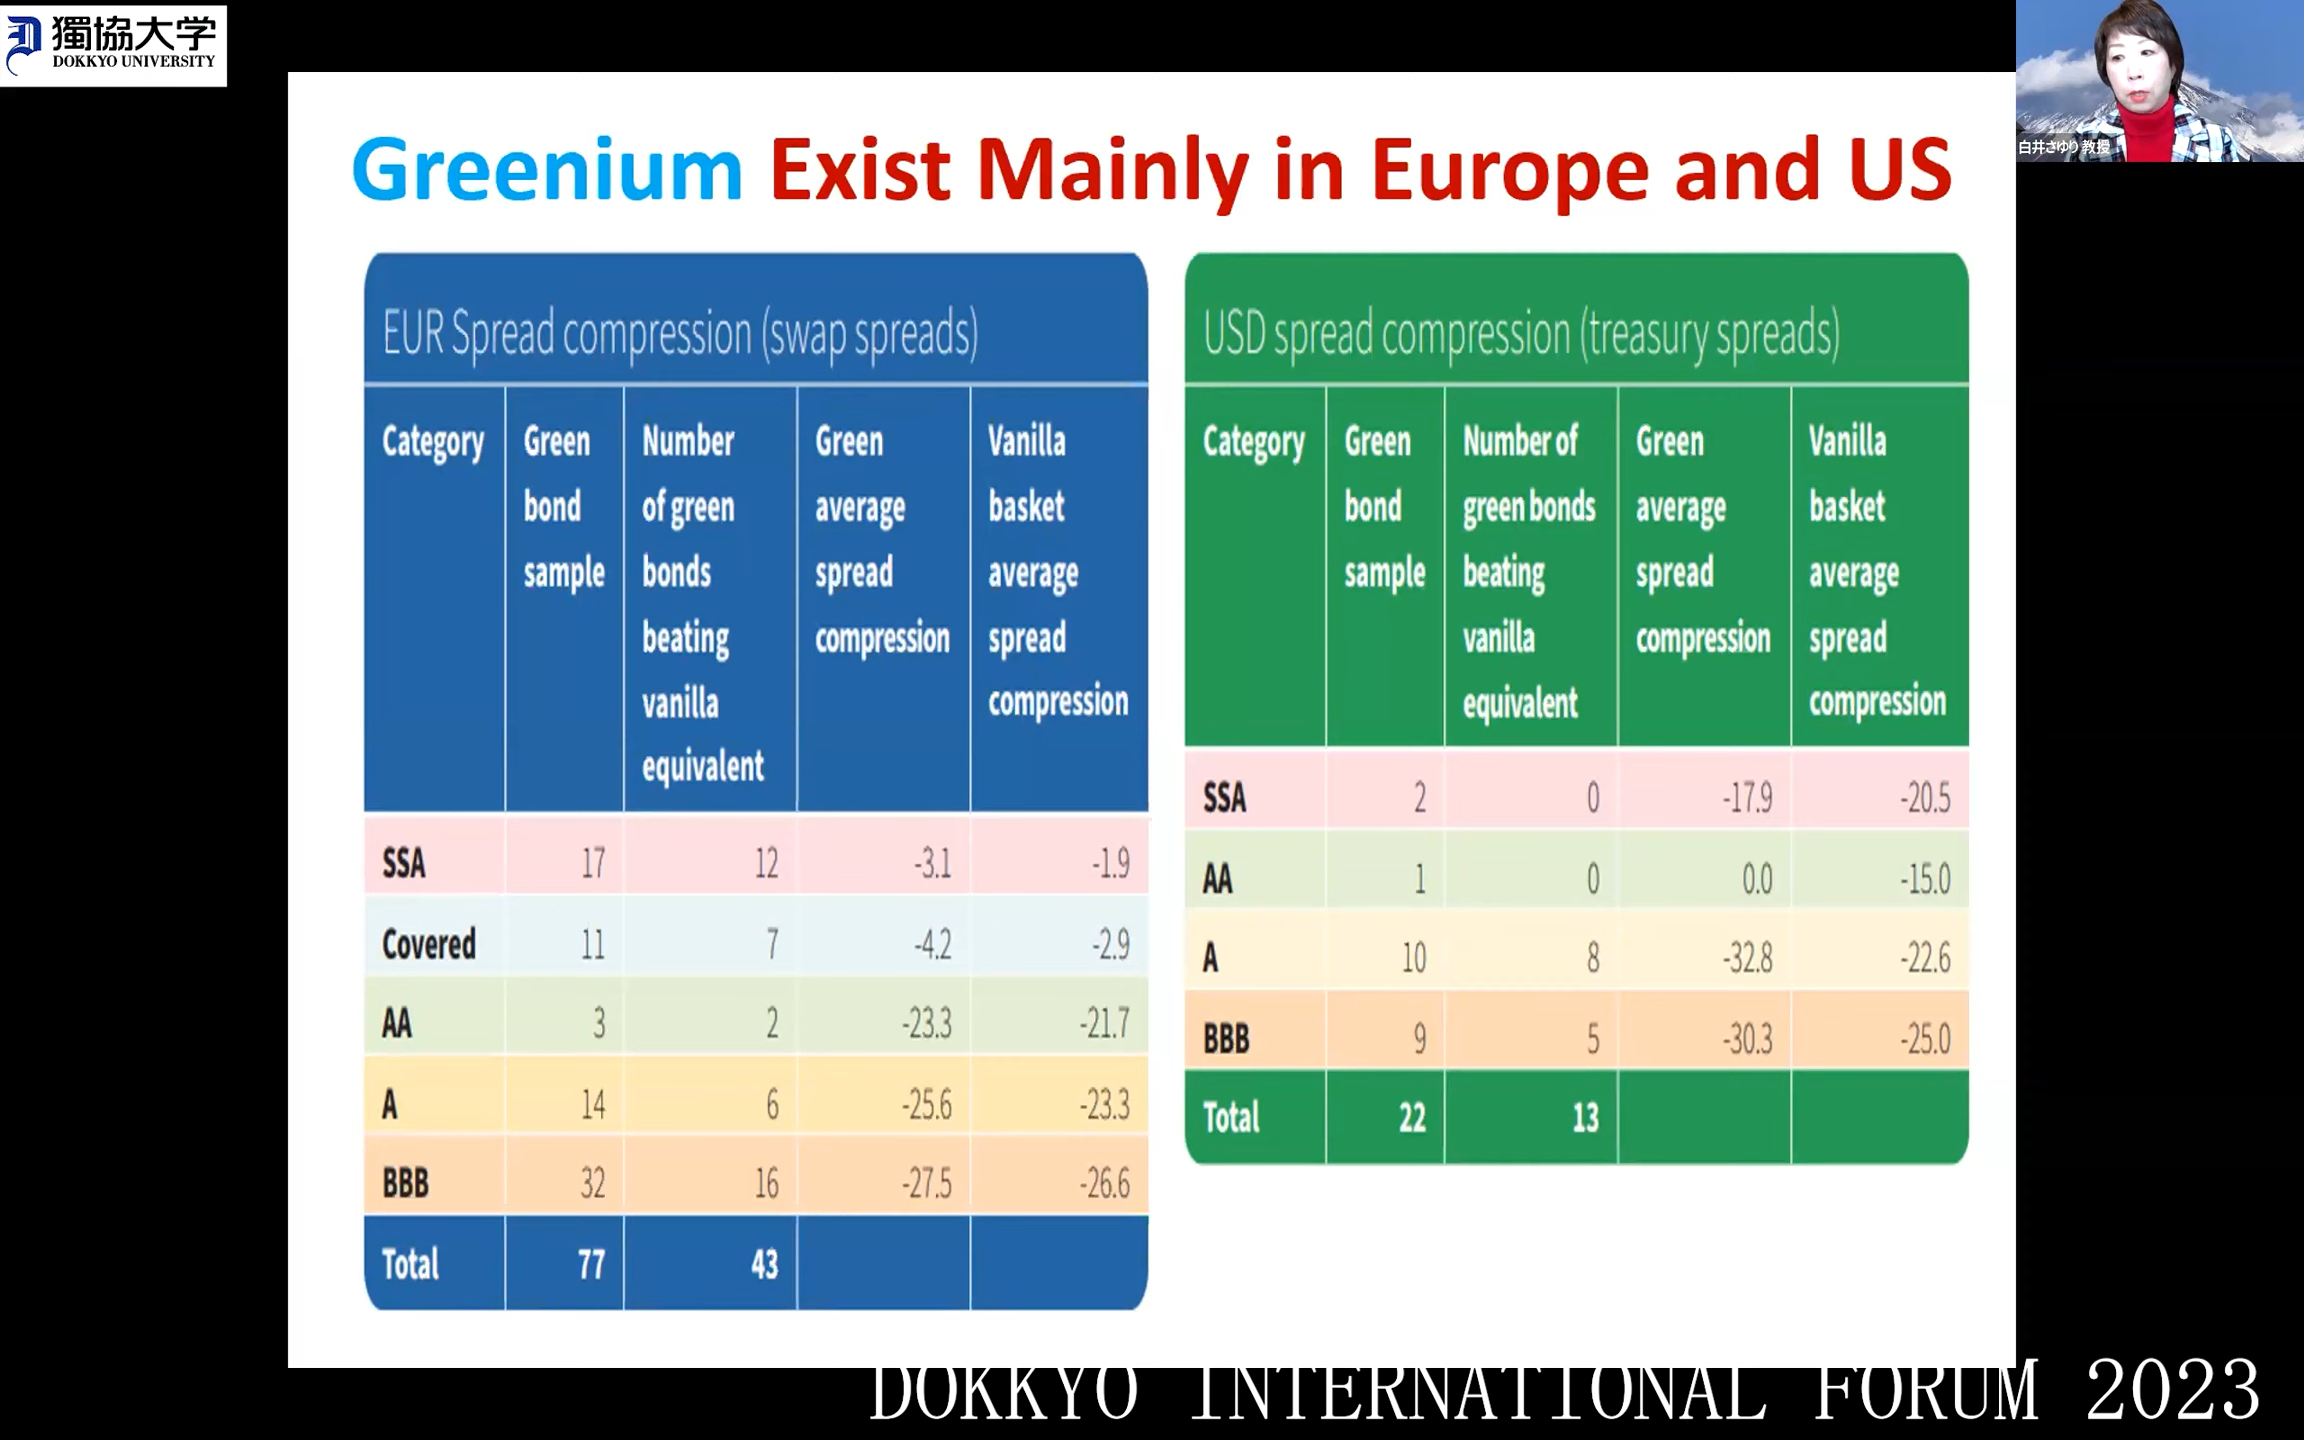 獨協大学
DOKKYO UNIVERSITY
白井さゆり 教授
Greenium Exist Mainly in Europe and US
EUR Spread compression (swap spreads)
Category Green bond sample Number of green bonds beating vanilla equivalent Green average spread compression Vanilla basket average spread compression
SSA 17 12 -3.1 -1.9
Covered 11 7 -4.2 -2.9
AA 3 2 -23.3 -21.7
A 14 6 -25.6 -23.3
BBB 32 16 -27.5 -26.6
Total 77 43
USD spread compression (treasury spreads)
Category Green bond sample Number of green bonds beating vanilla equivalent Green average spread compression Vanilla basket average spread compression
SSA 2 0 -17.9 -20.5
AA 1 0 0.0 -15.0
A 10 8 -32.8 -22.6
BBB 9 5 -30.3 -25.0
Total 22 13
DOKKYO INTERNATIONAL FORUM 2023